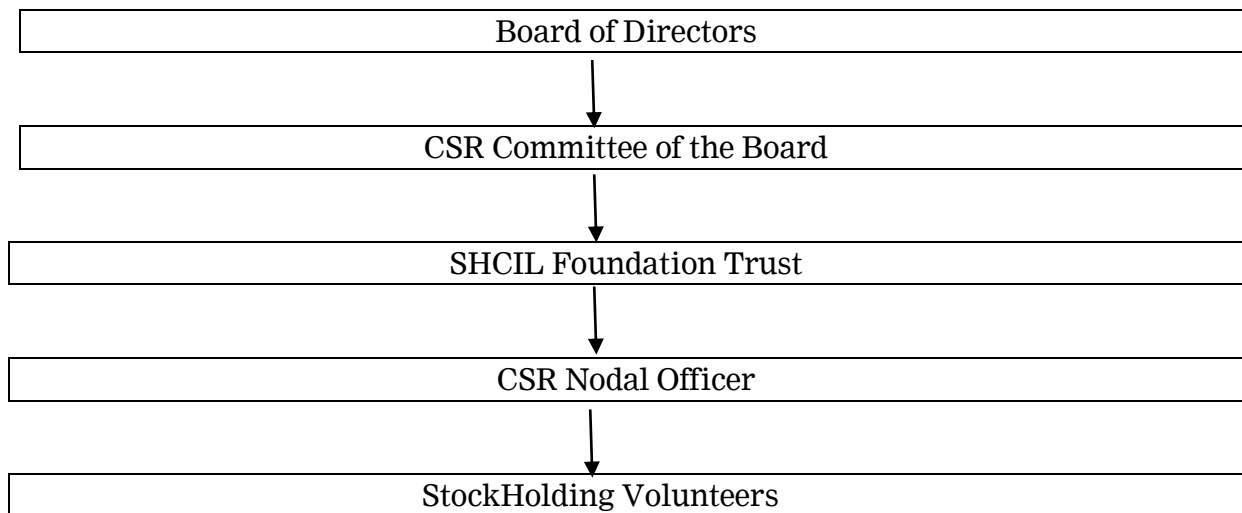 Board of Directors
CSR Committee of the Board
SHCIL Foundation Trust
CSR Nodal Officer
StockHolding Volunteers